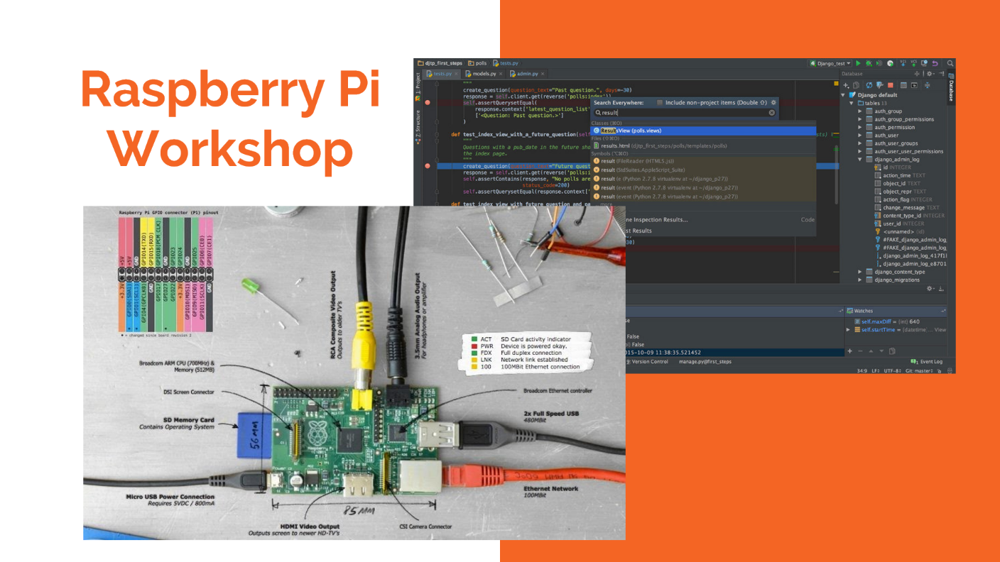 Raspberry Pi
Workshop
djtp_first_steps polls tests.py
Django_test
tests.py models.py admin.py
1: Project
Z: Structure
"""
create_question(question_text="Past question.", days=-30)
response = self.client.get(reverse('polls:index'))
self.assertQuerysetEqual(
response.context['latest_question_list'
['<Question: Past question.>']
)
def test_index_view_with_a_future_question(self
"""
Questions with a pub_date in the future sho
the index page.
"""
create_question(question_text="Future quest
response = self.client.get(reverse('polls:i
self.assertContains(response, "No polls are
status_code=200)
self.assertQuerysetEqual(response.context['
def test_index_view_with_future_question_and_pa
Search Everywhere: Include non-project items (Double ⇧)
result
Classes (⌘O)
ResultsView (polls.views)
Files (⇧⌘O)
results.html (djtp_first_steps/polls/templates/polls)
Symbols (⌥⌘O)
result (FileReader (HTML5.js))
result (StdSuites.AppleScript_Suite)
result (e (Python 2.7.8 virtualenv at ~/django_p27))
result (event (Python 2.7.8 virtualenv at ~/django_p27))
result (event (Python 2.7.8 virtualenv at ~/django_p27))
... more
ne Inspection Results... Code
st Results
30)
Database
Database
Django default
tables 13
auth_group
auth_group_permissions
auth_permission
auth_user
auth_user_groups
auth_user_user_permissions
django_admin_log
id INTEGER
action_time TEXT
object_id TEXT
object_repr TEXT
action_flag INTEGER
change_message TEXT
content_type_id INTEGER
user_id INTEGER
<unnamed> (id)
#FAKE_django_admin_log_
#FAKE_django_admin_log_
django_admin_log_417f1
django_admin_log_e8701
django_content_type
django_migrations
Watches
self.maxDiff = {int} 640
self.startTime = {datetime}... View
se
False
l) False
015-10-09 11:38:35.521452
9: Version Control manage.py@first_steps
Event Log
34:9 LF: UTF-8: Git: master:
Raspberry Pi GPIO connector (P1) pinout
+5V
+5V
GND
GPIO14(TXD)
GPIO15(RXD)
GPIO18(PCM_CLK)
GND
GPIO23
GPIO24
GND
GPIO25
GPIO8(CE0)
GPIO7(CE1)
+3.3V
GPIO0(SDA) *
GPIO1(SCL) *
GPIO4(GPCLK0)
GND
GPIO17
GPIO27 *
GPIO22
+3.3V
GPIO10(MOSI)
GPIO9(MISO)
GPIO11(SCLK)
GND
* = changed since board revision 2
RCA Composite Video Output
Outputs to older TV's
3.5mm Analog Audio Output
For headphones or amplifier
ACT SD Card activity indicator
PWR Device is powered okay.
FDX Full duplex connection
LNK Network link established
100 100MBit Ethernet connection
Broadcom ARM CPU (700MHz) &
Memory (512MB)
DSI Screen Connector
SD Memory Card
Contains Operating System
56MM
Raspberry Pi
Broadcom Ethernet controller
2x Full Speed USB
480MBit
Ethernet Network
100MBit
Micro USB Power Connection
Requires 5VDC / 800mA
85MM
HDMI Video Output
Outputs screen to newer HD-TV's
CSI Camera Connector